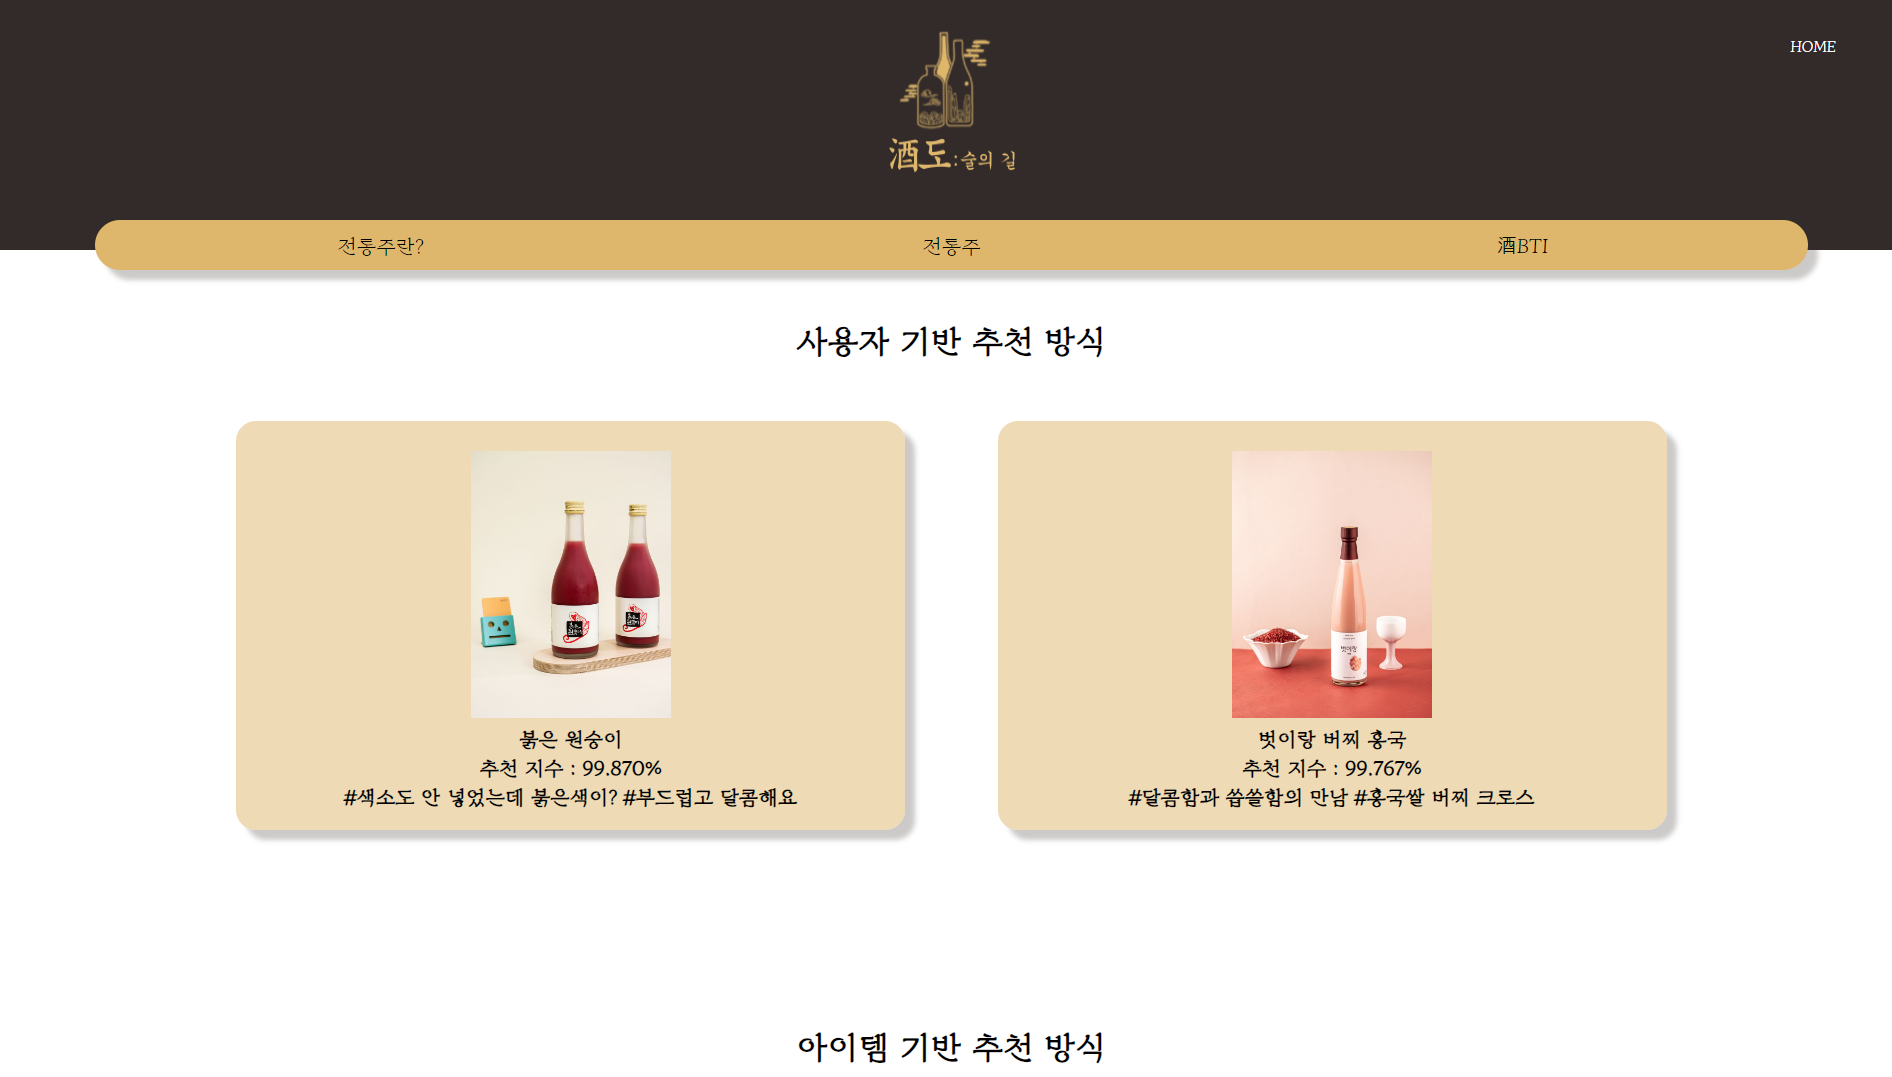 HOME
酒도:술의 길
전통주란?
전통주
酒BTI
사용자 기반 추천 방식
붉은 원숭이
추천 지수 : 99.870%
#색소도 안 넣었는데 붉은색이? #부드럽고 달콤해요
벗이랑
벗이랑 버찌 홍국
추천 지수 : 99.767%
#달콤함과 씁쓸함의 만남 #홍국쌀 버찌 크로스
아이템 기반 추천 방식